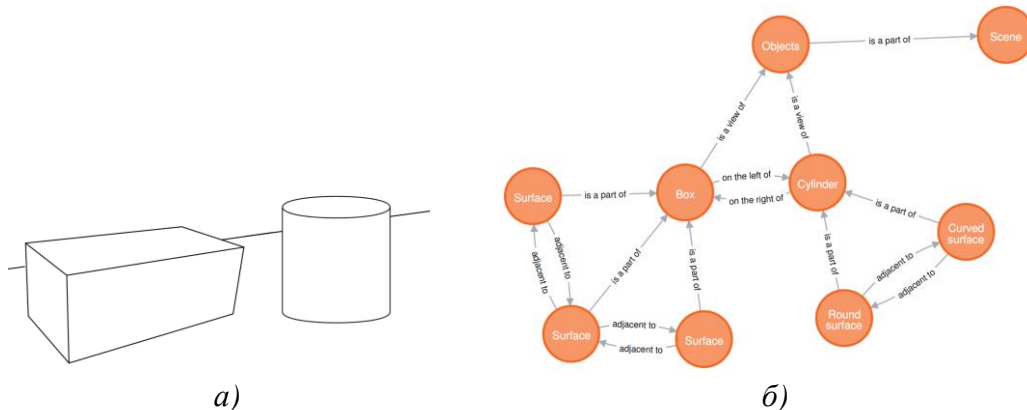 Objects
is a part of
Scene
is a view of
is a view of
Surface
is a part of
Box
on the left of
on the right of
Cylinder
is a part of
Curved
surface
adjacent to
adjacent to
is a part of
is a part of
is a part of
adjacent to
adjacent to
Round
surface
Surface
adjacent to
adjacent to
Surface
а)
б)